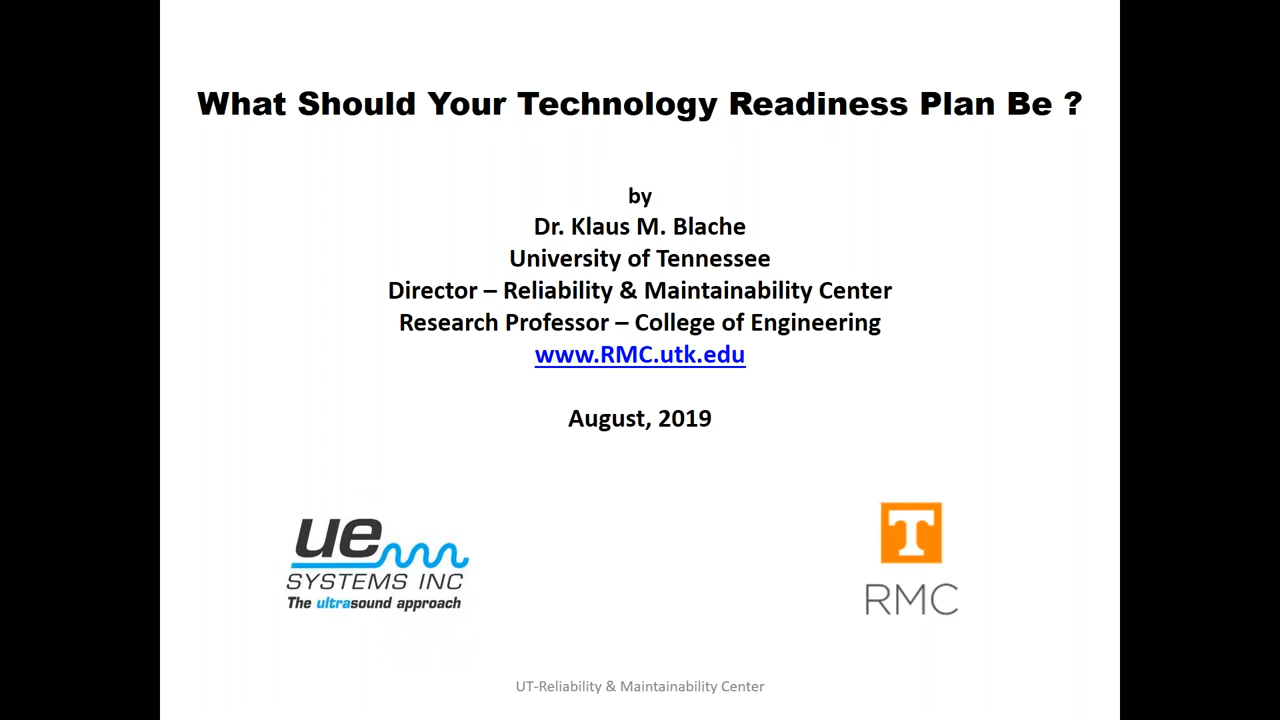 What Should Your Technology Readiness Plan Be ?
by
Dr. Klaus M. Blache
University of Tennessee
Director – Reliability & Maintainability Center
Research Professor – College of Engineering
www.RMC.utk.edu
August, 2019
ue
SYSTEMS INC
The ultrasound approach
T
RMC
UT-Reliability & Maintainability Center